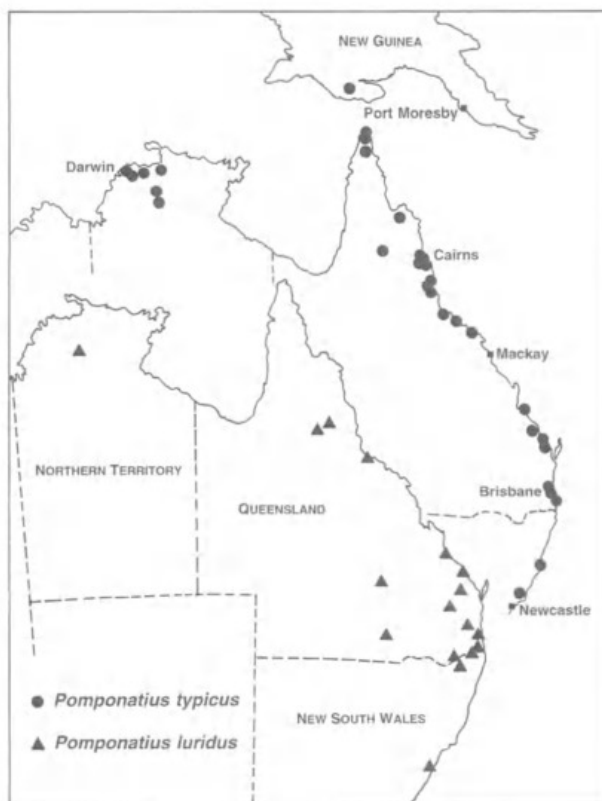 NEW GUINEA
Port Moresby
Darwin
Cairns
Mackay
NORTHERN TERRITORY
QUEENSLAND
Brisbane
Newcastle
Pomponatius typicus
NEW SOUTH WALES
Pomponatius luridus